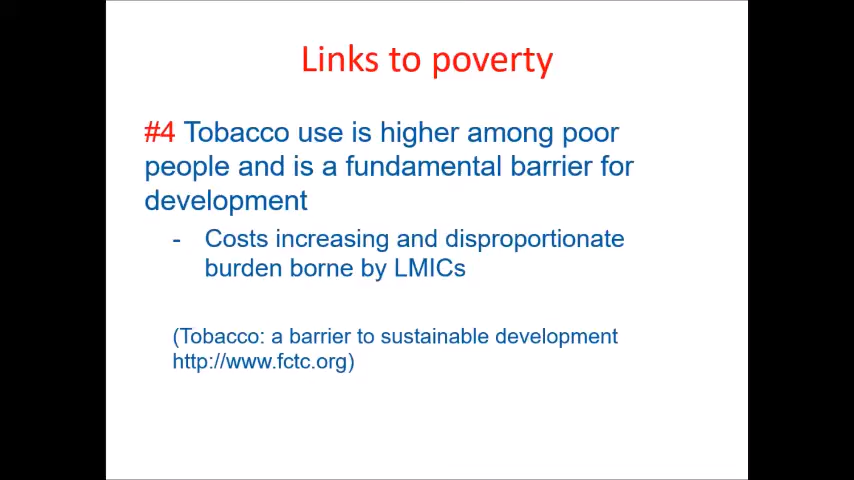 Links to poverty
#4 Tobacco use is higher among poor
people and is a fundamental barrier for
development
- Costs increasing and disproportionate
burden borne by LMICs
(Tobacco: a barrier to sustainable development
http://www.fctc.org)